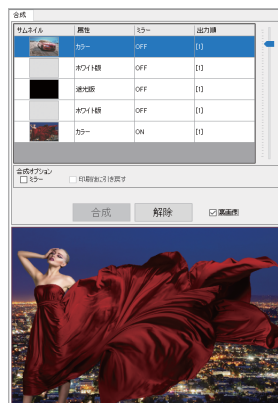 合成
サムネイル 属性 ミラー 出力順
カラー OFF [1]
ホワイト版 OFF [1]
遮光版 OFF [1]
ホワイト版 OFF [1]
カラー ON [1]
合成オプション
ミラー 印刷後に引き戻す
合成 解除 裏画像